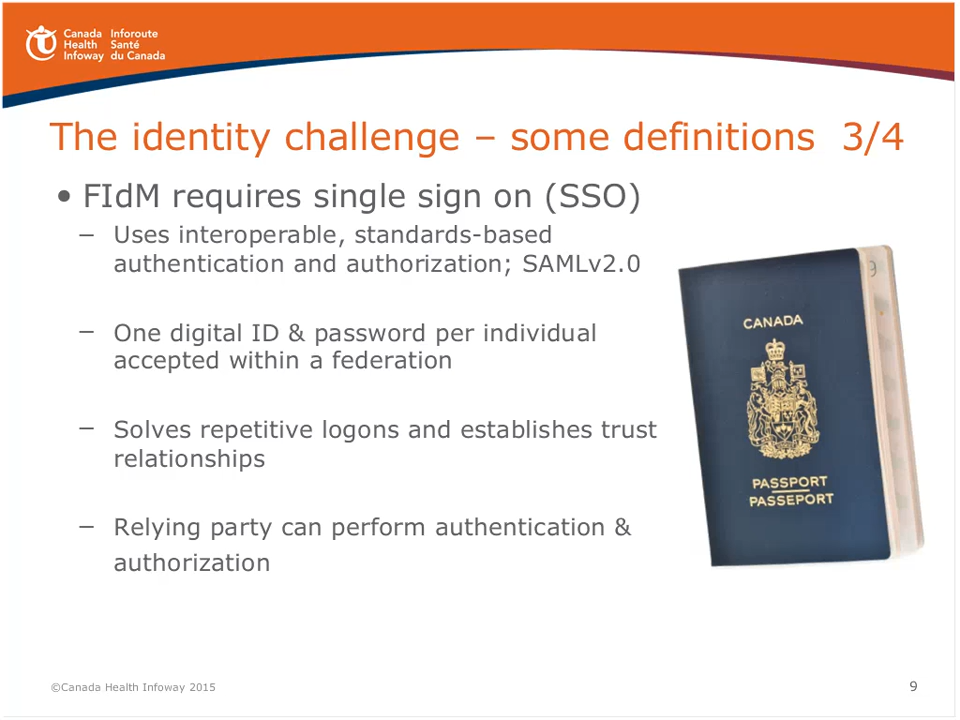 Canada Inforoute
Health Santé
Infoway du Canada
The identity challenge – some definitions 3/4
• FIdM requires single sign on (SSO)
– Uses interoperable, standards-based
authentication and authorization; SAMLv2.0
– One digital ID & password per individual
accepted within a federation
– Solves repetitive logons and establishes trust
relationships
– Relying party can perform authentication &
authorization
9
CANADA
PASSPORT
PASSEPORT
©Canada Health Infoway 2015
9